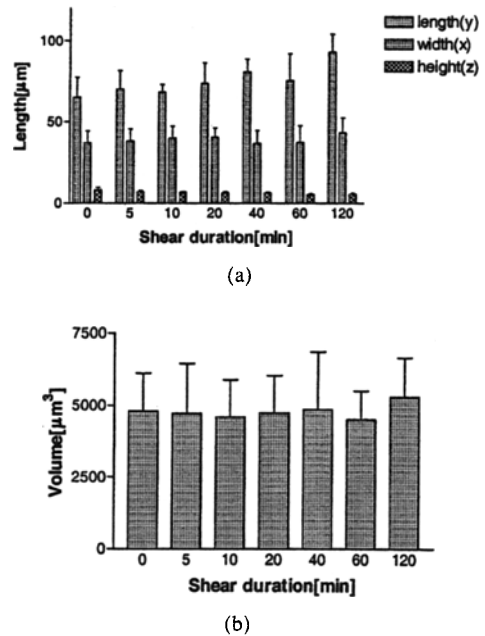 length(y)
width(x)
height(z)
100
50
0
Length[μm]
0 5 10 20 40 60 120
Shear duration[min]
(a)
7500
5000
2500
0
Volume[μm³]
0 5 10 20 40 60 120
Shear duration[min]
(b)